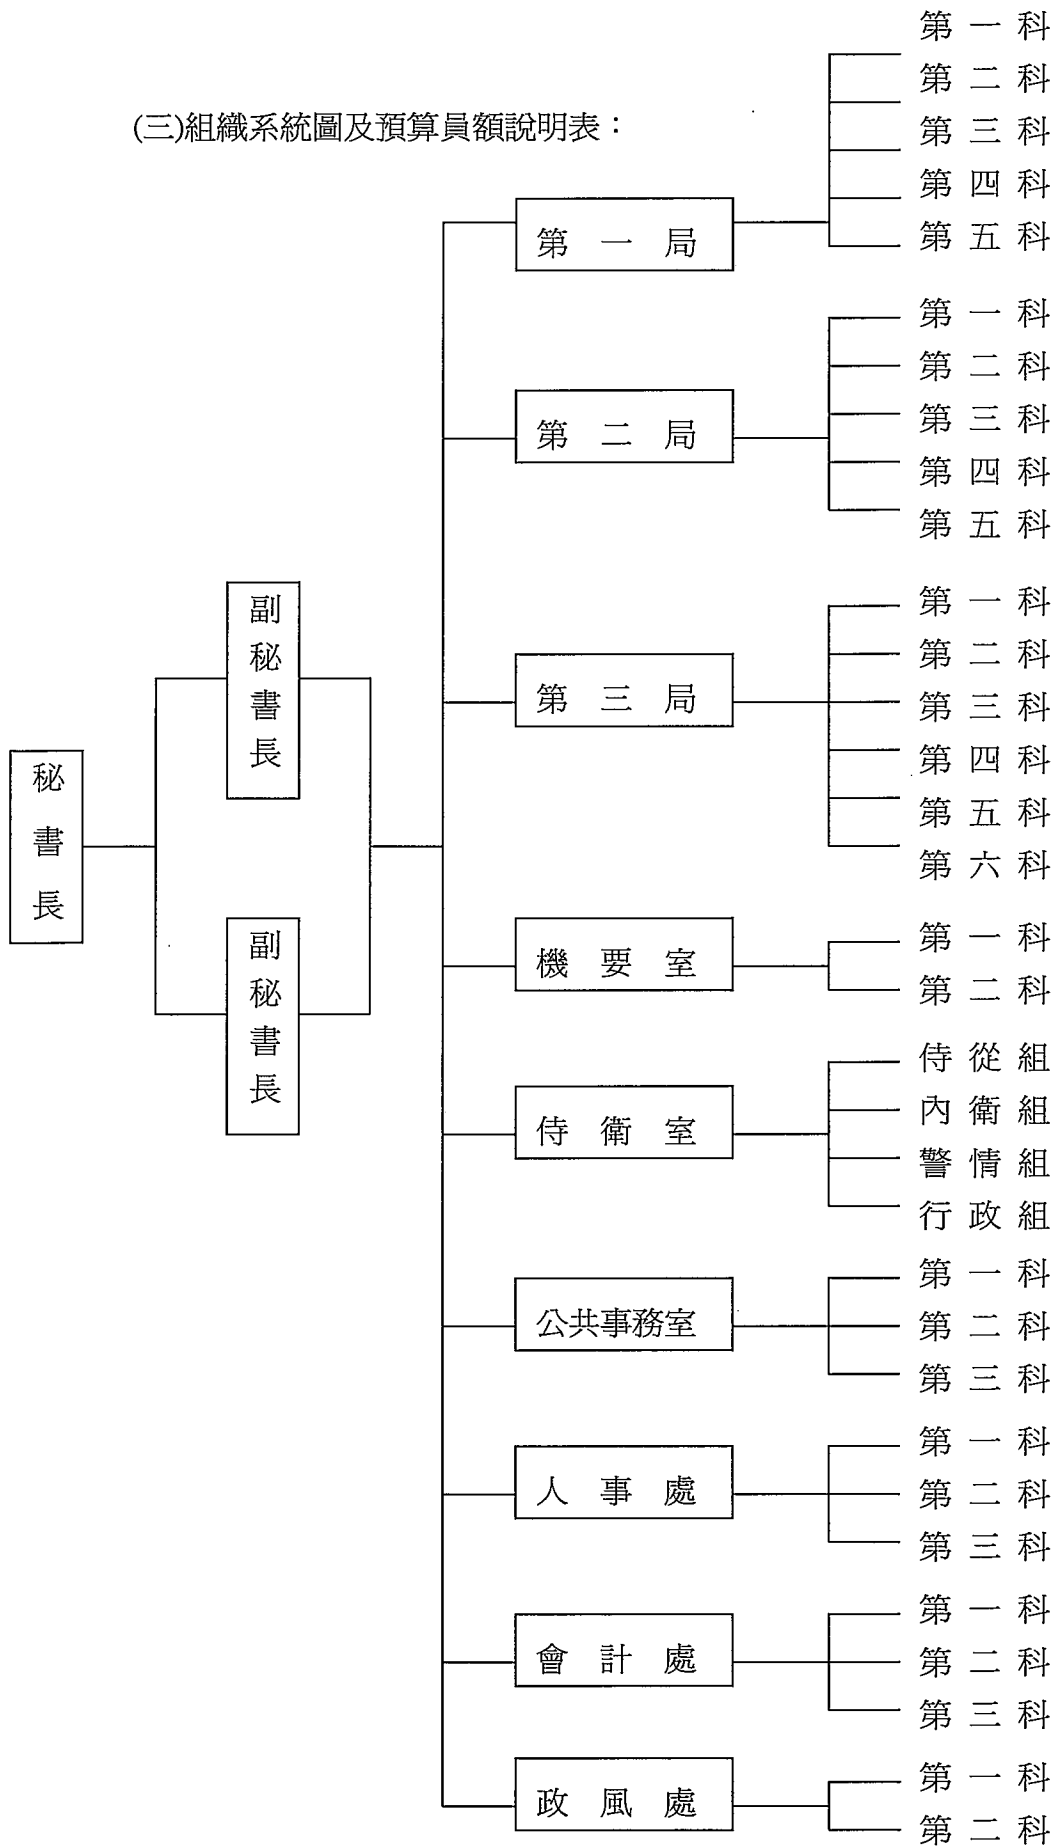 (三)組織系統圖及預算員額說明表：
秘書長
副秘書長
副秘書長
第一局
第一科
第二科
第三科
第四科
第五科
第二局
第一科
第二科
第三科
第四科
第五科
第三局
第一科
第二科
第三科
第四科
第五科
第六科
機要室
第一科
第二科
侍衛室
侍從組
內衛組
警情組
行政組
公共事務室
第一科
第二科
第三科
人事處
第一科
第二科
第三科
會計處
第一科
第二科
第三科
政風處
第一科
第二科